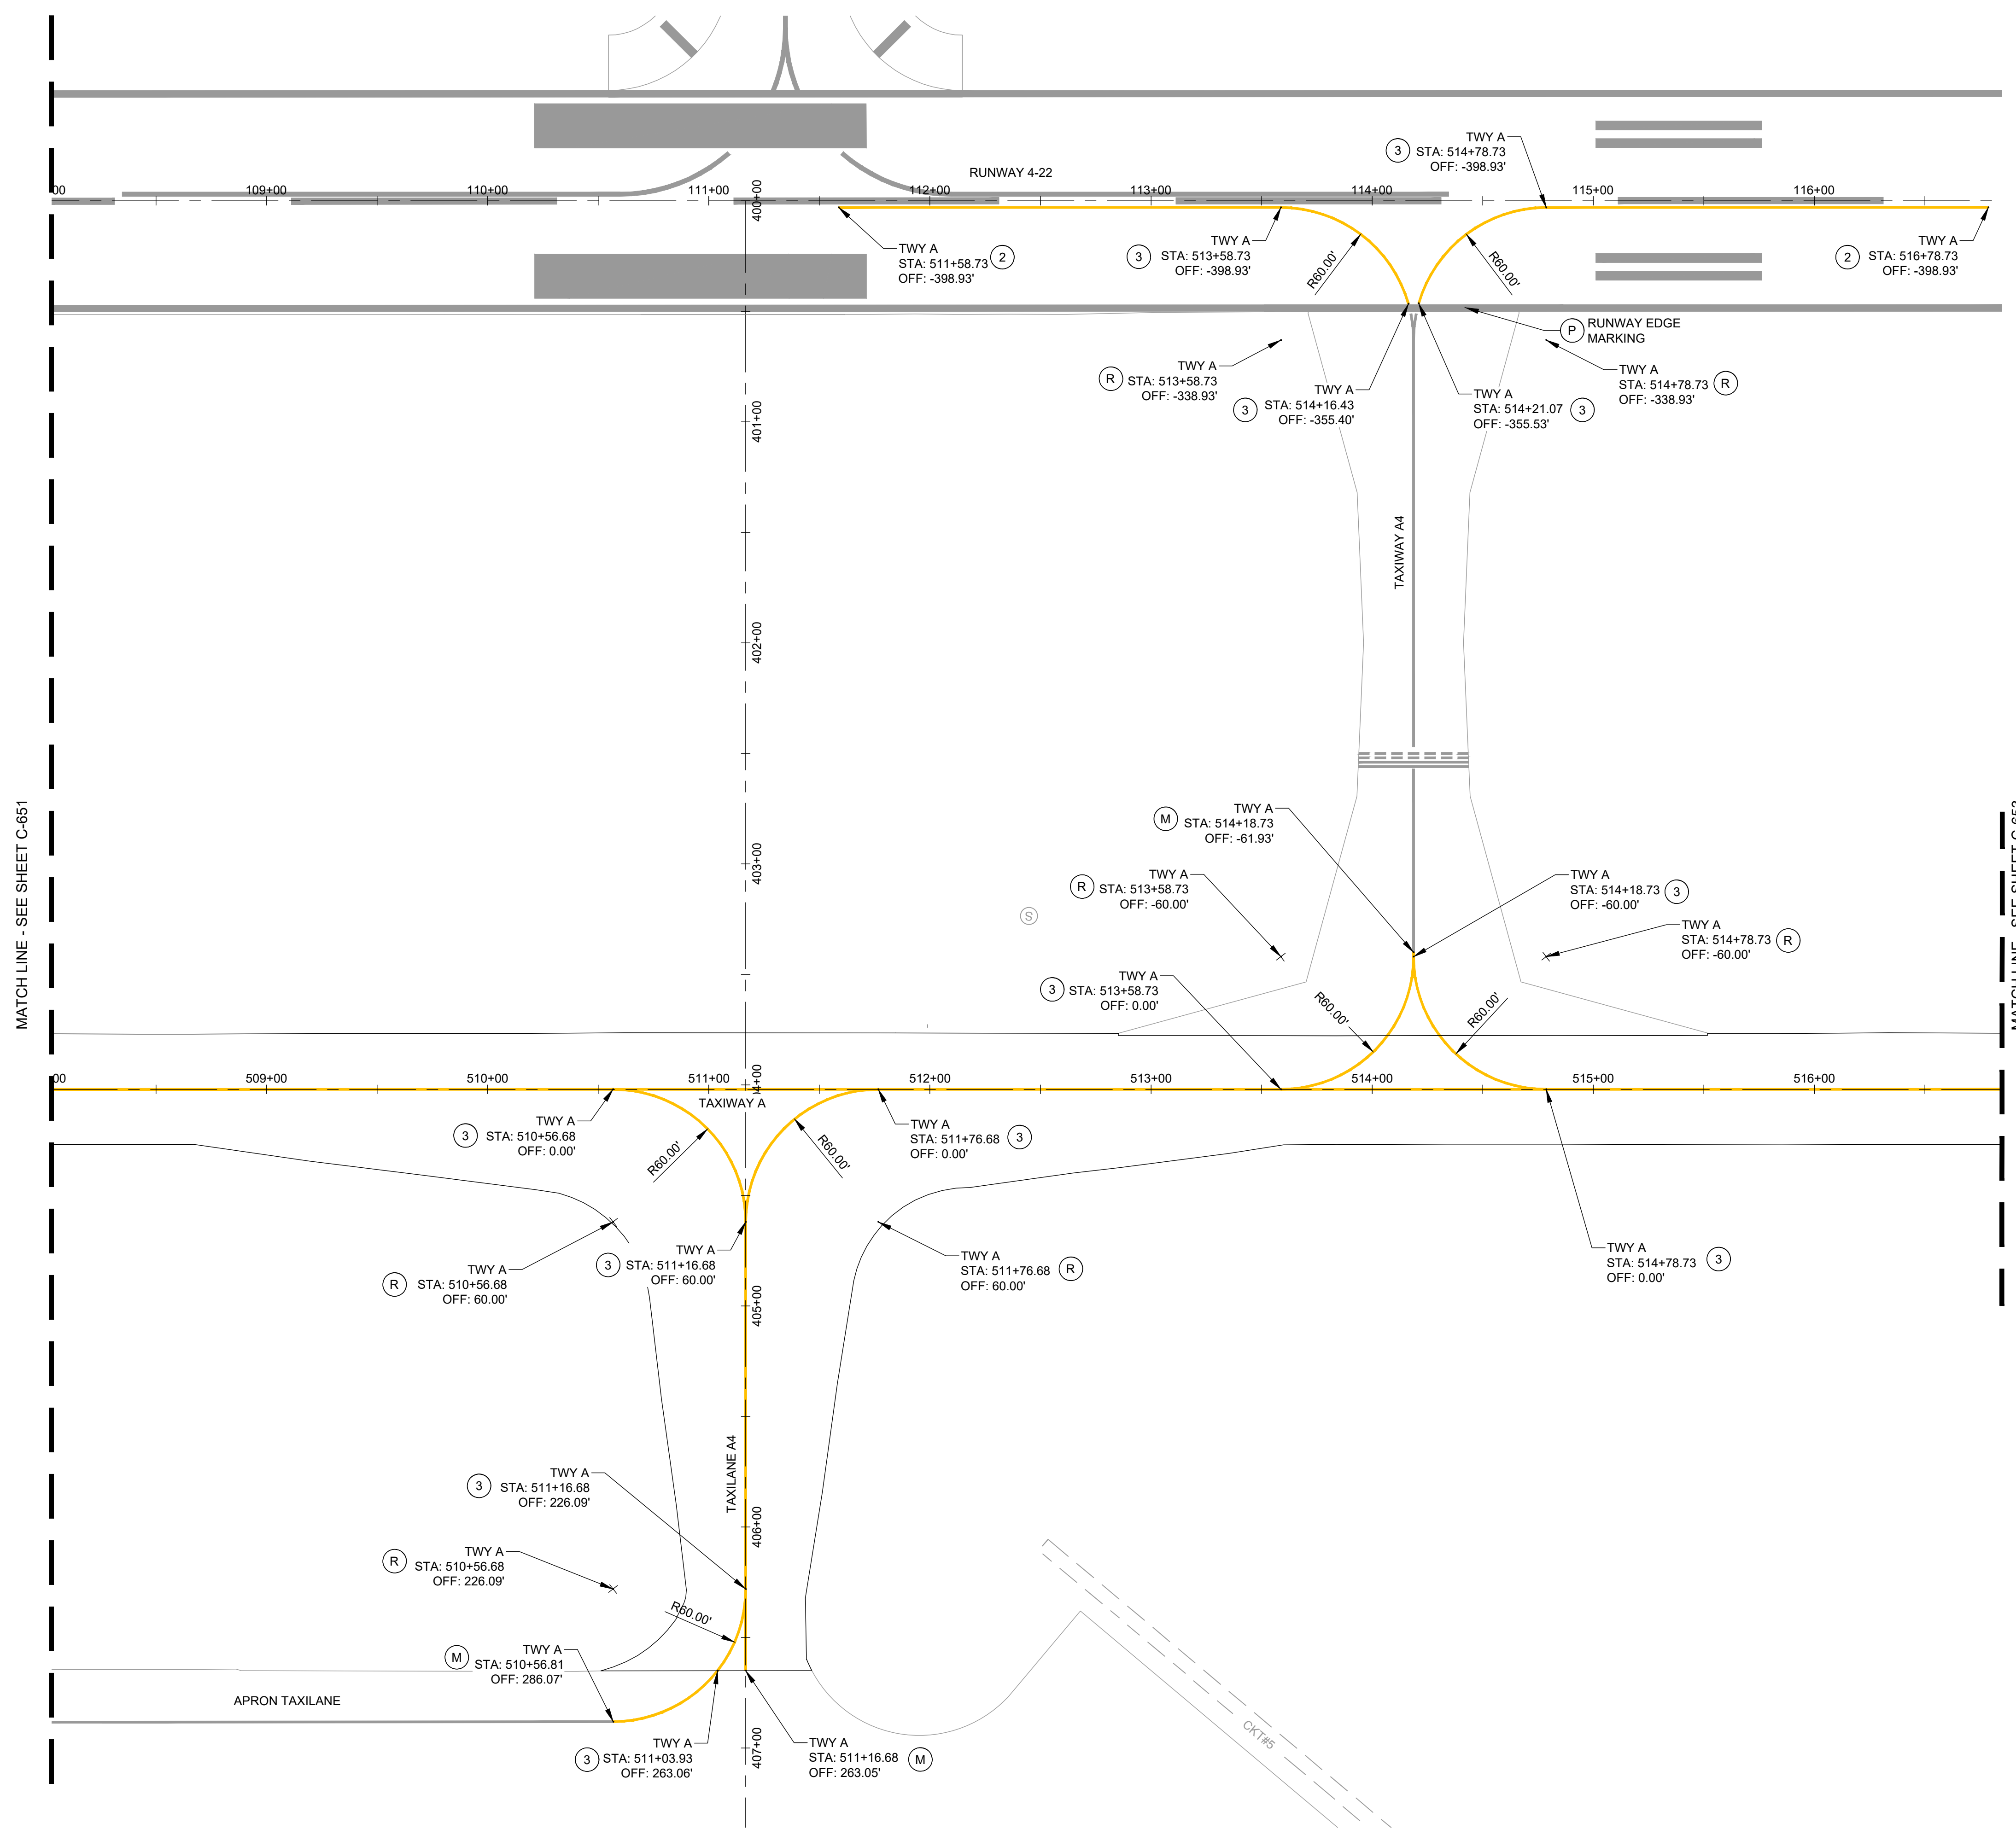 TWY A
3
STA: 514+78.73
OFF: -398.93'
RUNWAY 4-22
00
109+00
110+00
111+00
400+00
112+00
113+00
114+00
115+00
116+00
TWY A
STA: 511+58.73
2
OFF: -398.93'
TWY A
3
STA: 513+58.73
OFF: -398.93'
R60.00'
R60.00'
TWY A
2
STA: 516+78.73
OFF: -398.93'
P
RUNWAY EDGE
MARKING
TWY A
R
STA: 513+58.73
OFF: -338.93'
TWY A
3
STA: 514+16.43
OFF: -355.40'
TWY A
STA: 514+21.07
3
OFF: -355.53'
TWY A
STA: 514+78.73
R
OFF: -338.93'
401+00
TAXIWAY A4
402+00
MATCH LINE - SEE SHEET C-651
TWY A
M
STA: 514+18.73
OFF: -61.93'
403+00
TWY A
R
STA: 513+58.73
OFF: -60.00'
TWY A
STA: 514+18.73
3
OFF: -60.00'
S
TWY A
STA: 514+78.73
R
OFF: -60.00'
TWY A
3
STA: 513+58.73
OFF: 0.00'
R60.00'
R60.00'
MATCH LINE - SEE SHEET
00
509+00
510+00
511+00
4+00
512+00
513+00
514+00
515+00
516+00
TAXIWAY A
TWY A
3
STA: 510+56.68
OFF: 0.00'
R60.00'
R60.00'
TWY A
STA: 511+76.68
3
OFF: 0.00'
TWY A
R
STA: 510+56.68
OFF: 60.00'
TWY A
3
STA: 511+16.68
OFF: 60.00'
TWY A
STA: 511+76.68
R
OFF: 60.00'
TWY A
STA: 514+78.73
3
OFF: 0.00'
405+00
TAXILANE A4
TWY A
3
STA: 511+16.68
OFF: 226.09'
406+00
TWY A
R
STA: 510+56.68
OFF: 226.09'
R60.00'
TWY A
M
STA: 510+56.81
OFF: 286.07'
APRON TAXILANE
TWY A
3
STA: 511+03.93
OFF: 263.06'
407+00
TWY A
STA: 511+16.68
M
OFF: 263.05'
CKT#5